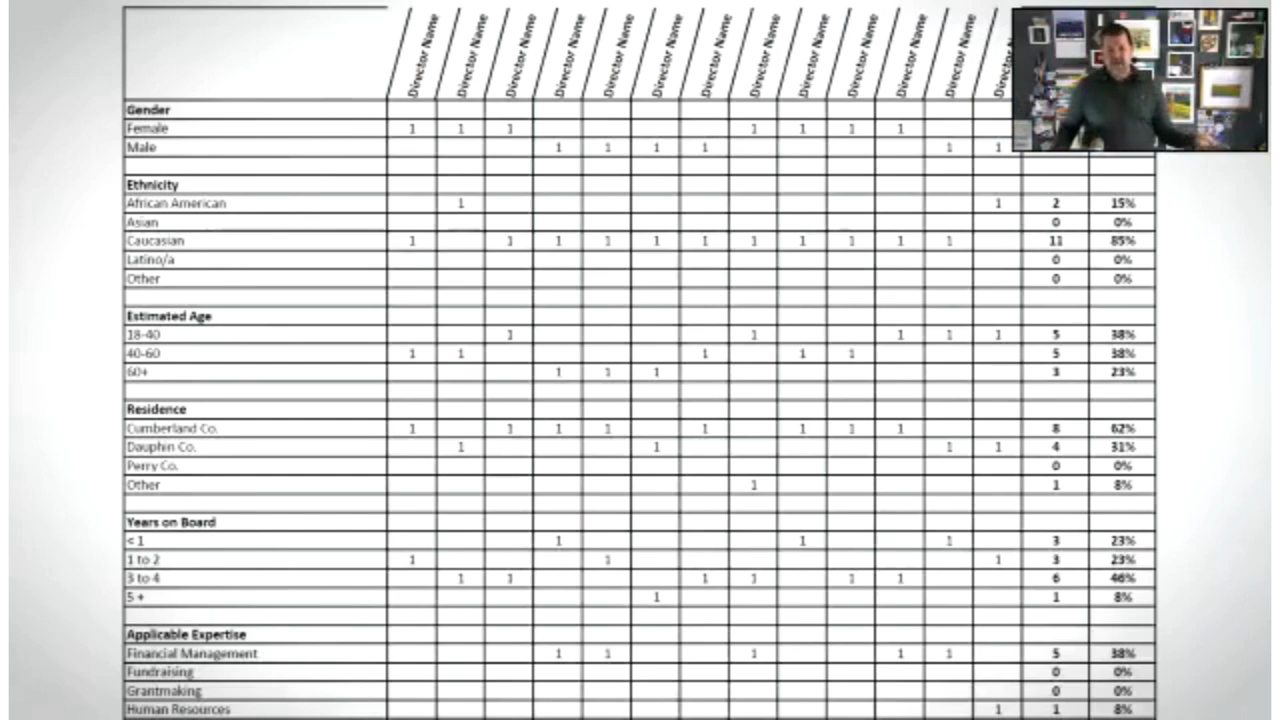 Director Name Director Name Director Name Director Name Director Name Director Name Director Name Director Name Director Name Director Name Director Name Director Name Director
Gender
Female 1 1 1 1 1 1 1
Male 1 1 1 1 1 1
Ethnicity
African American 1 1 2 15%
Asian 0 0%
Caucasian 1 1 1 1 1 1 1 1 1 1 1 11 85%
Latino/a 0 0%
Other 0 0%
Estimated Age
18-40 1 1 1 1 1 5 38%
40-60 1 1 1 1 1 5 38%
60+ 1 1 1 3 23%
Residence
Cumberland Co. 1 1 1 1 1 1 1 1 8 62%
Dauphin Co. 1 1 1 1 4 31%
Perry Co. 0 0%
Other 1 1 8%
Years on Board
< 1 1 1 1 3 23%
1 to 2 1 1 1 3 23%
3 to 4 1 1 1 1 1 1 6 46%
5 + 1 1 8%
Applicable Expertise
Financial Management 1 1 1 1 1 5 38%
Fundraising 0 0%
Grantmaking 0 0%
Human Resources 1 1 8%